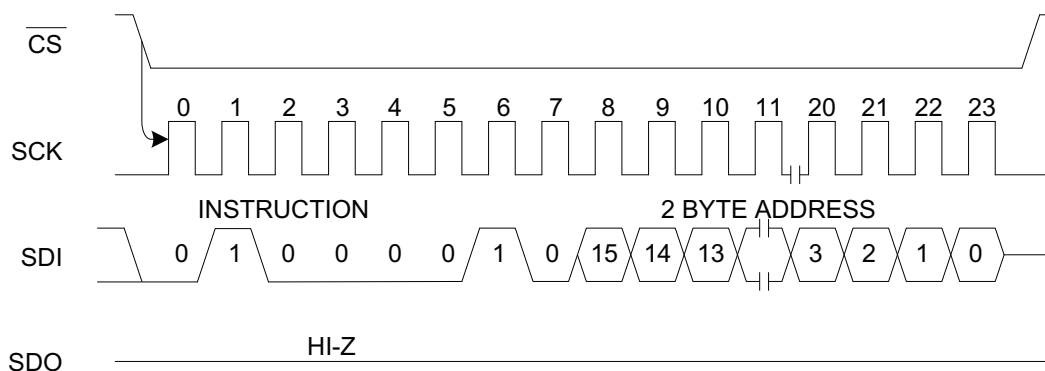 CS
0 1 2 3 4 5 6 7 8 9 10 11 20 21 22 23
SCK
INSTRUCTION 2 BYTE ADDRESS
SDI 0 1 0 0 0 0 1 0 15 14 13 3 2 1 0
HI-Z
SDO